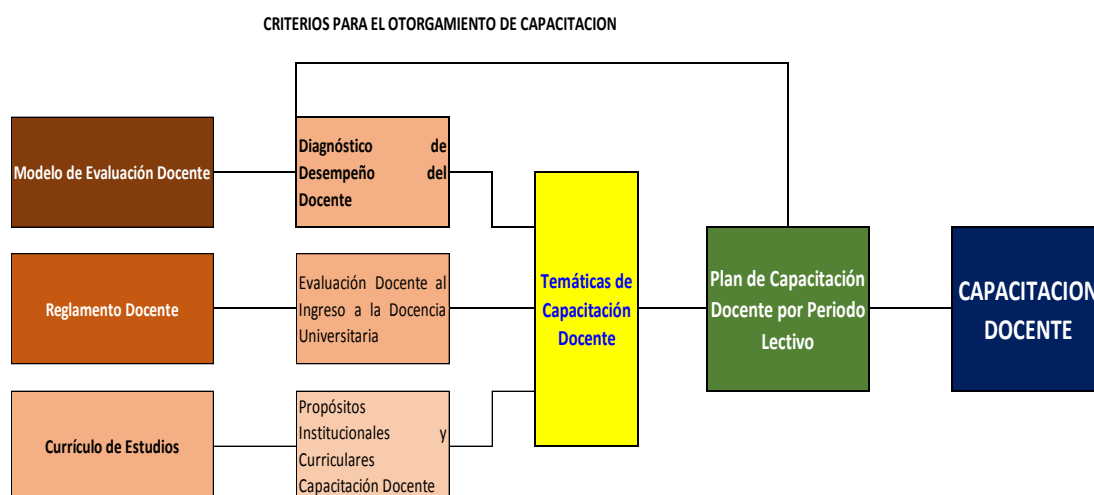 CRITERIOS PARA EL OTORGAMIENTO DE CAPACITACION
Modelo de Evaluación Docente
Diagnóstico de
Desempeño del
Docente
Reglamento Docente
Evaluación Docente al
Ingreso a la Docencia
Universitaria
Currículo de Estudios
Propósitos
Institucionales y
Curriculares
Capacitación Docente
Temáticas de
Capacitación
Docente
Plan de Capacitación
Docente por Periodo
Lectivo
CAPACITACION
DOCENTE